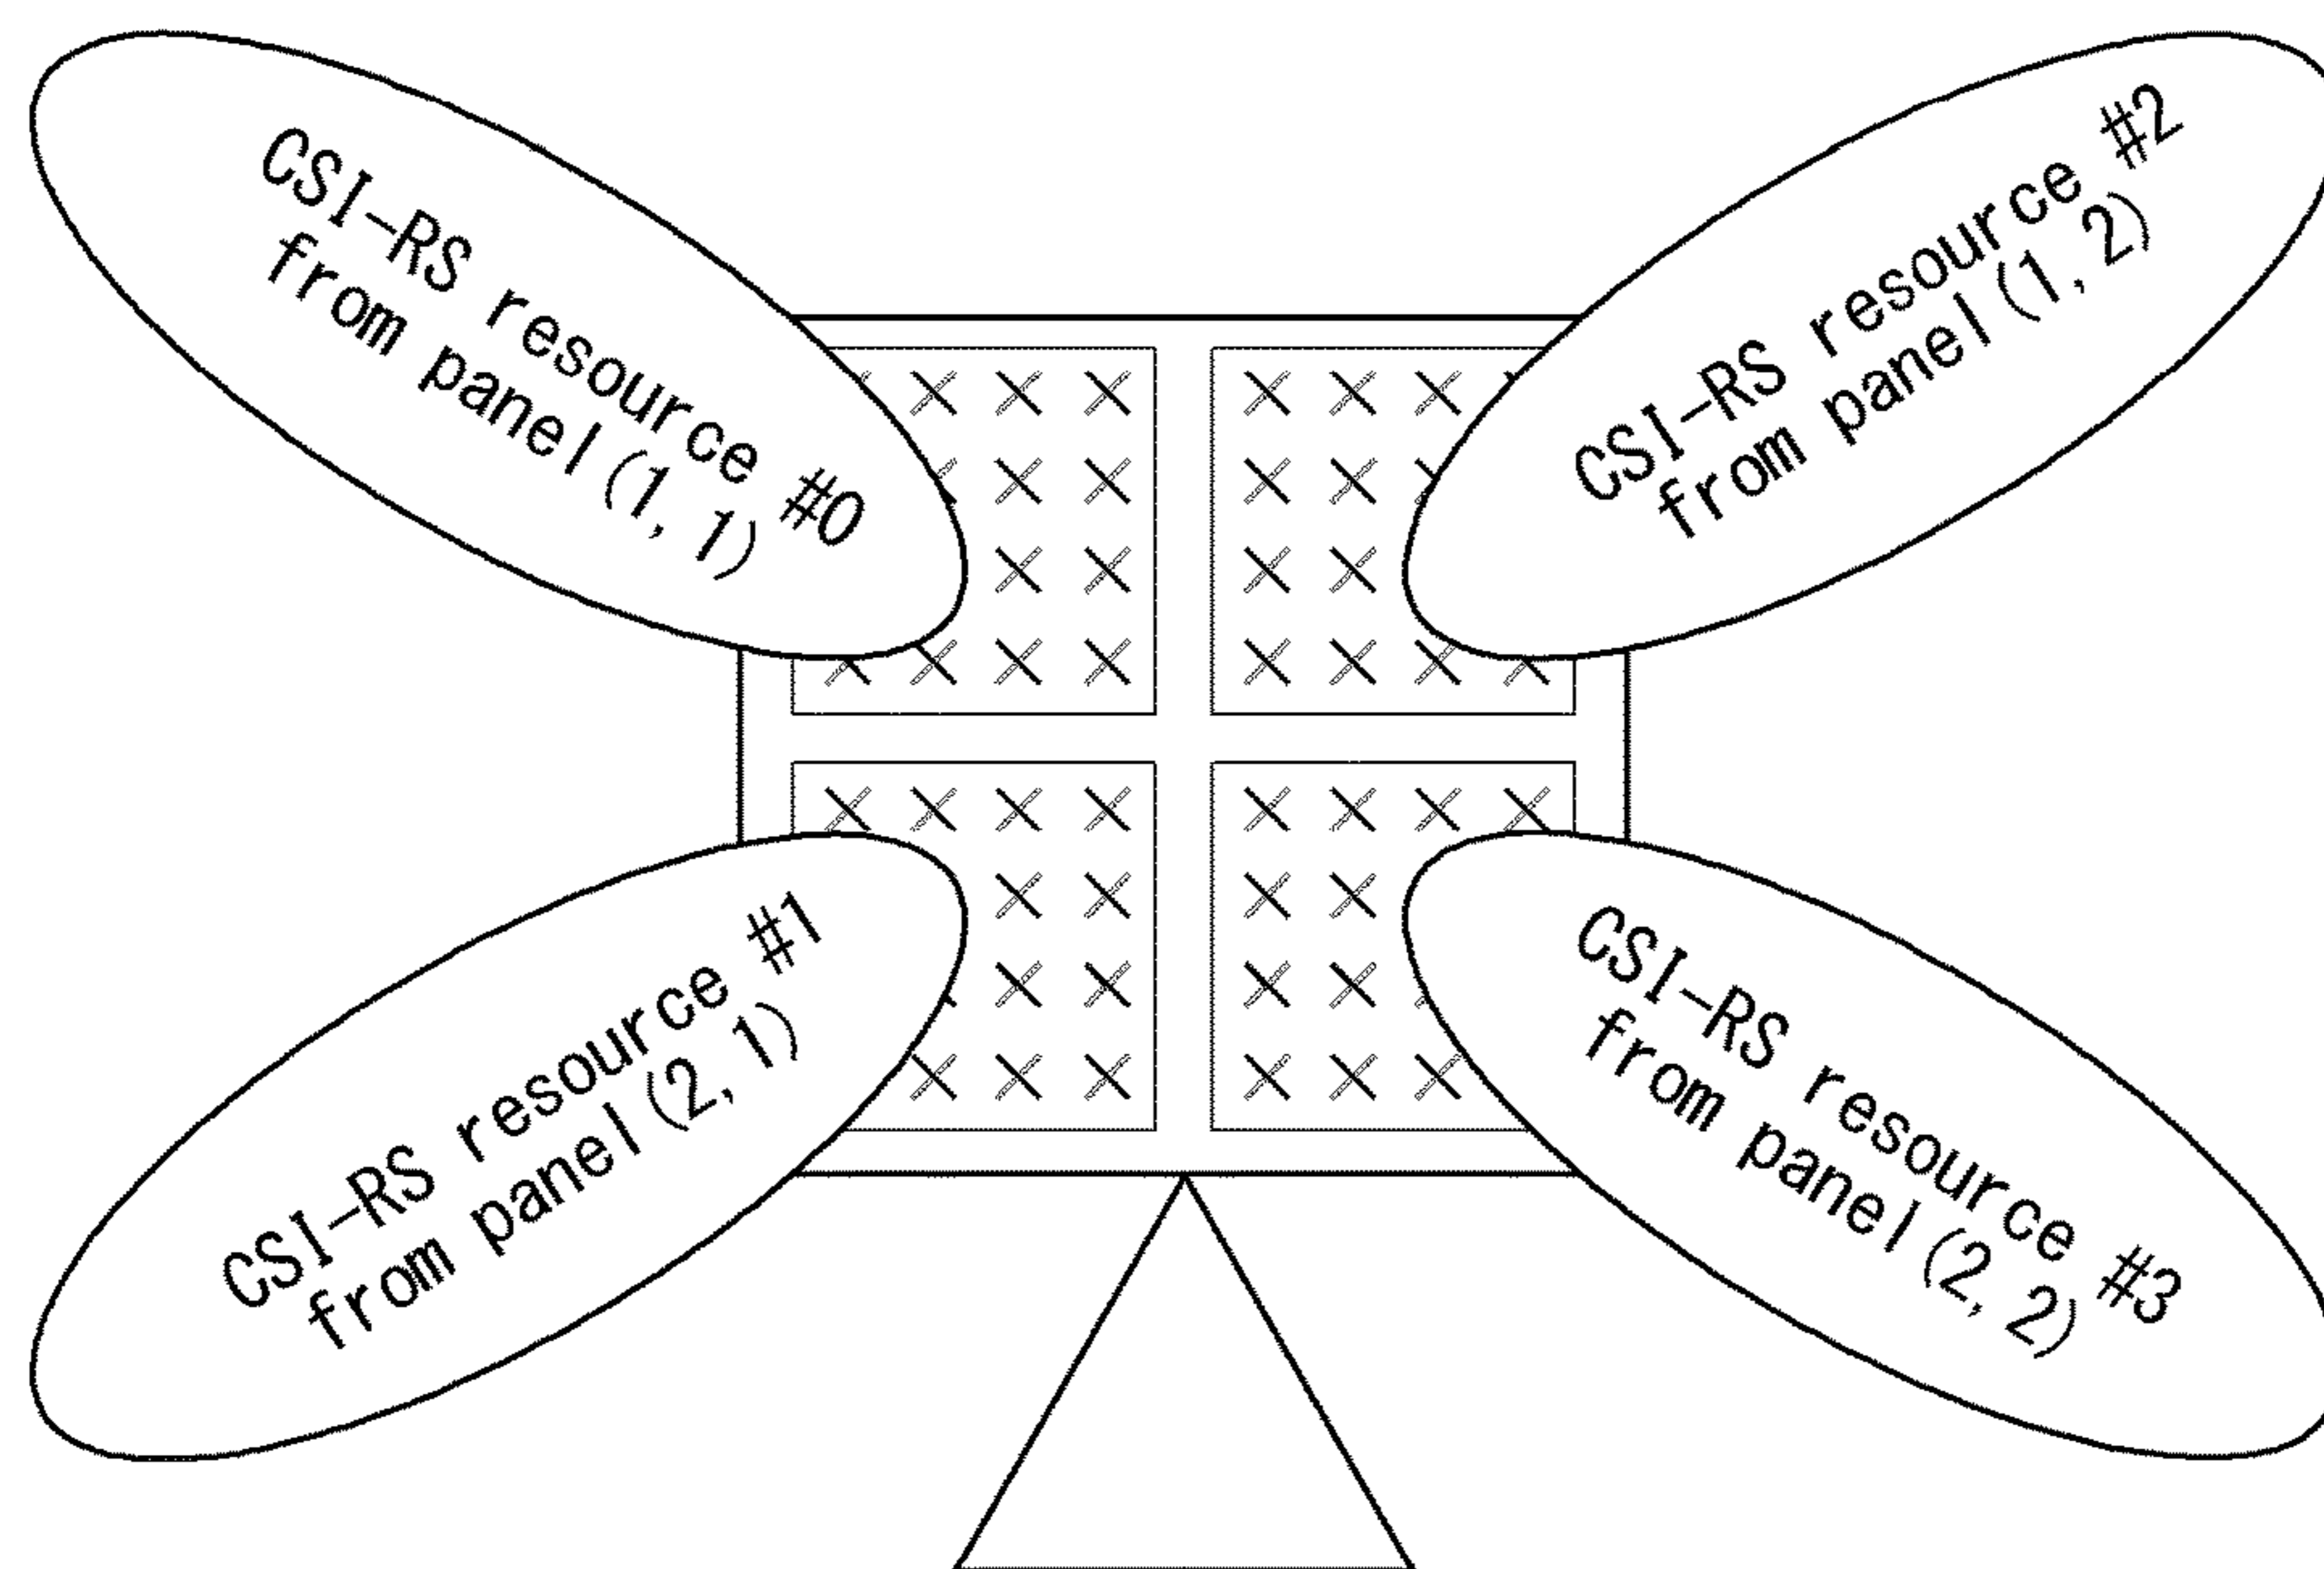 CSI-RS resource #0
from panel(1, 1)
CSI-RS resource #2
from panel(1, 2)
CSI-RS resource #1
from panel(2, 1)
CSI-RS resource #3
from panel(2, 2)